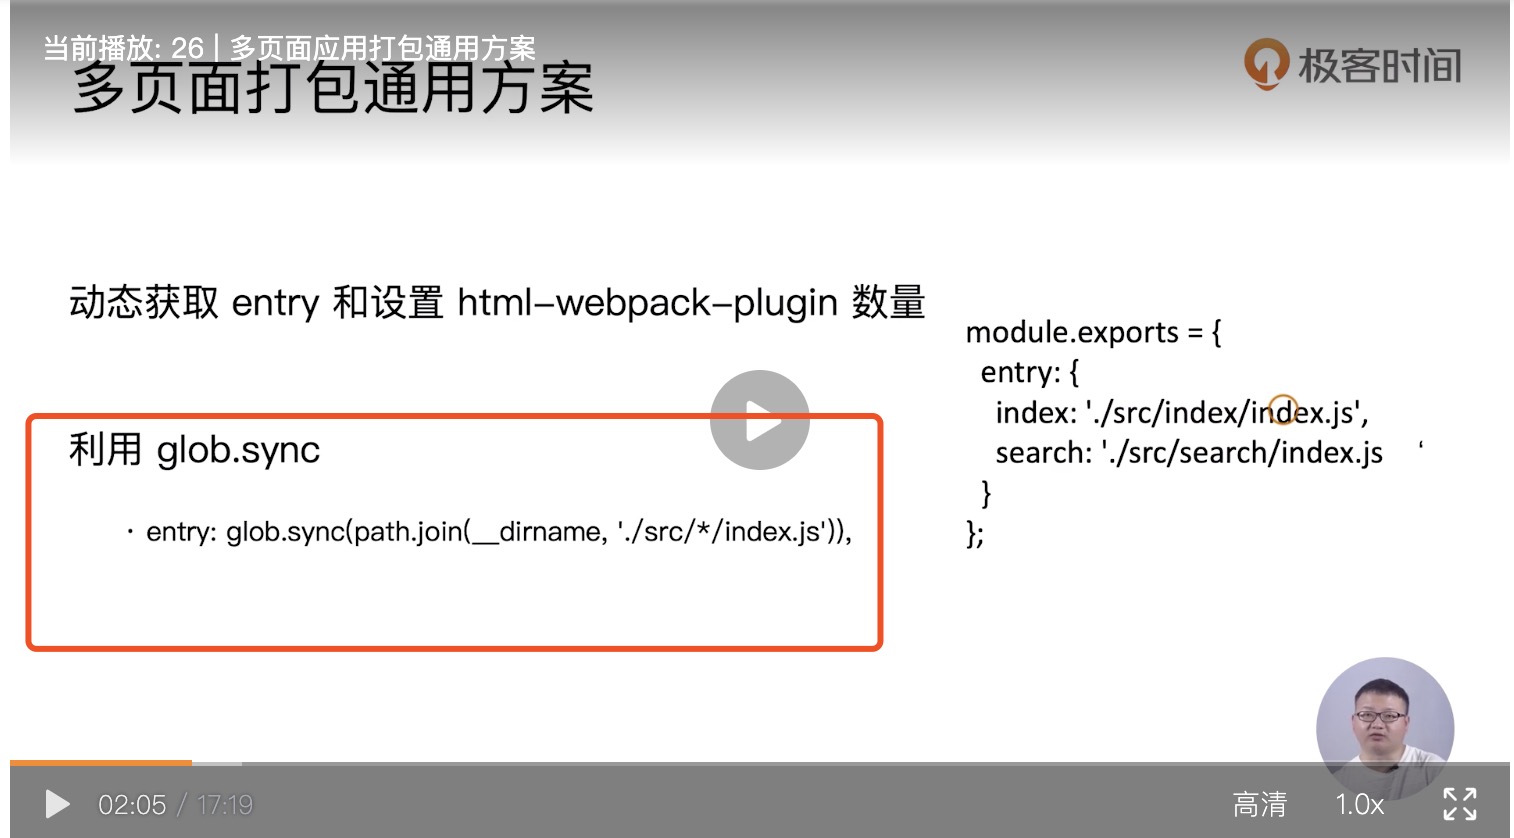 当前播放: 26 | 多页面应用打包通用方案
极客时间
多页面打包通用方案
动态获取 entry 和设置 html-webpack-plugin 数量
利用 glob.sync
· entry: glob.sync(path.join(__dirname, './src/*/index.js')),
module.exports = {
entry: {
index: './src/index/index.js',
search: './src/search/index.js ‘
}
};
02:05 / 17:19
高清
1.0x